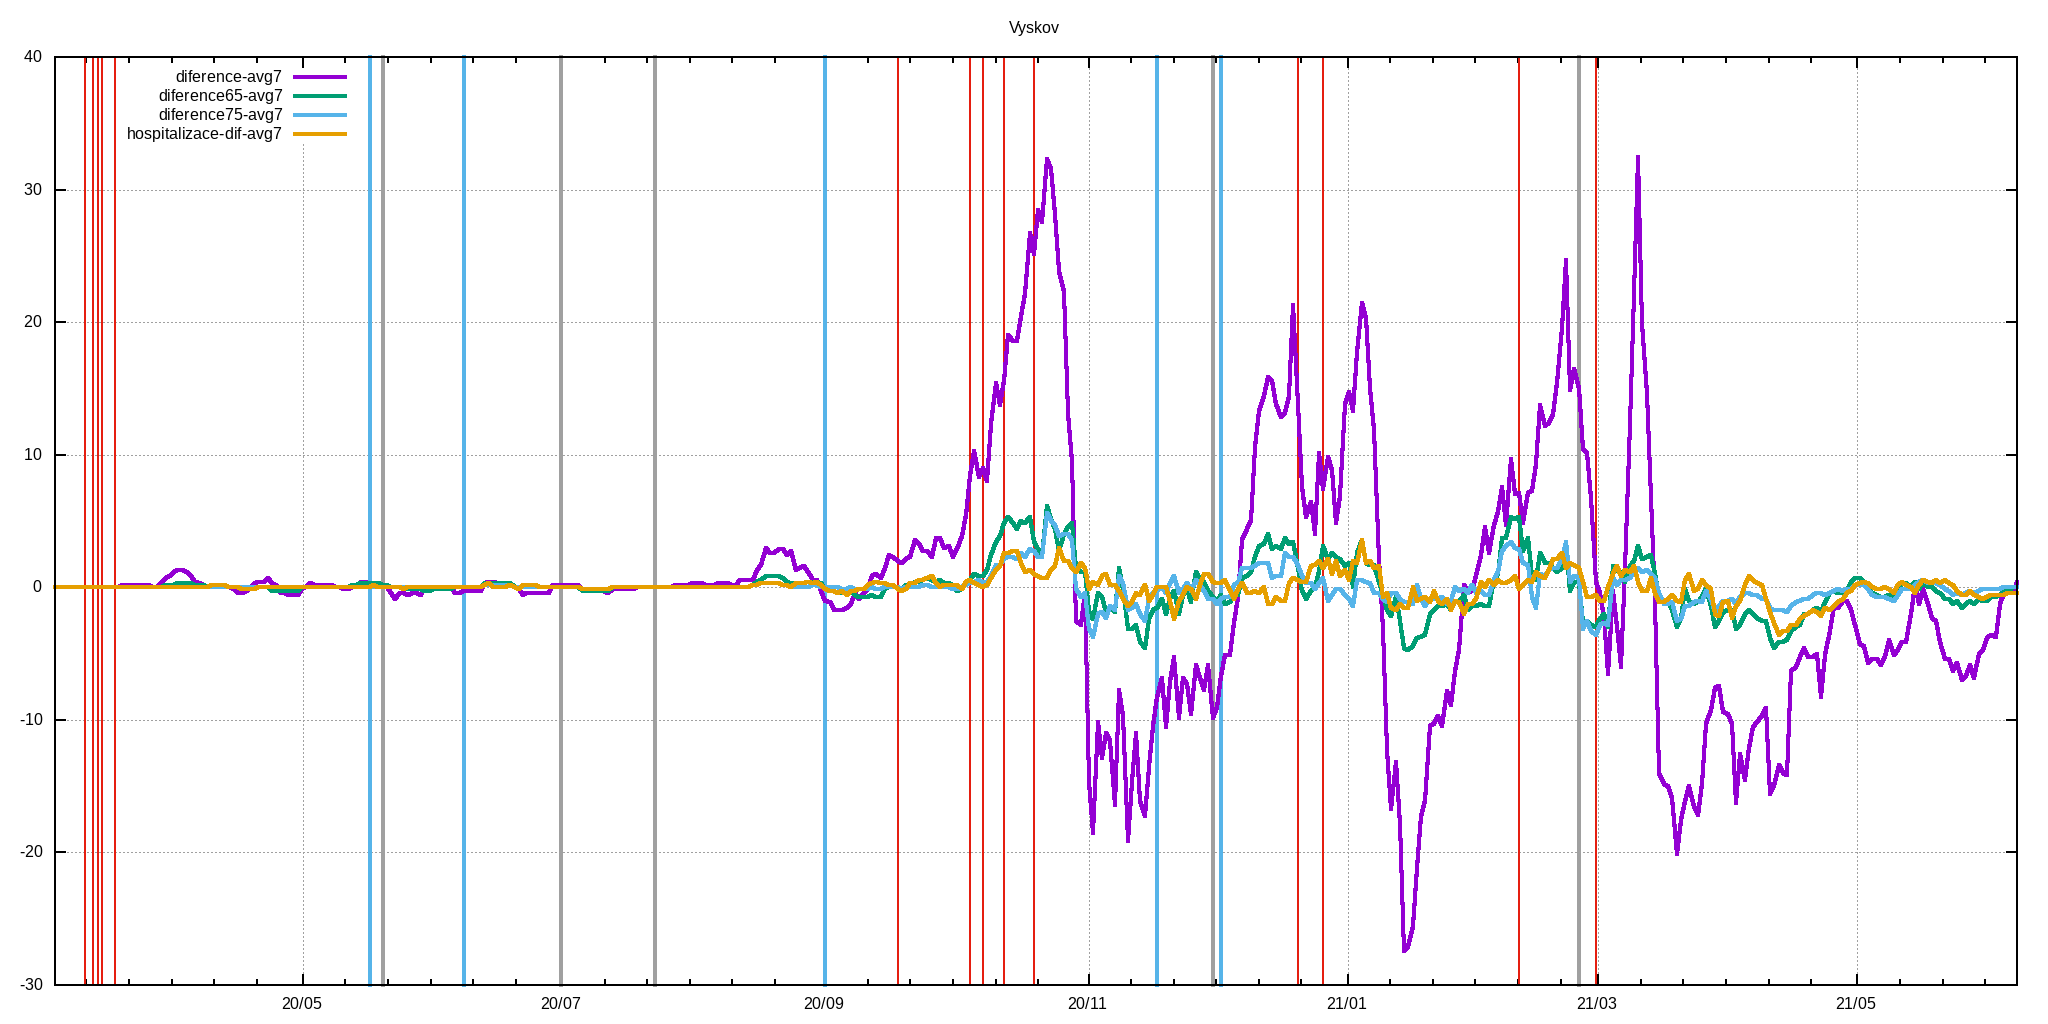 Vyskov
diference-avg7
diference65-avg7
diference75-avg7
hospitalizace-dif-avg7
40
30
20
10
0
-10
-20
-30
20/05 20/07 20/09 20/11 21/01 21/03 21/05